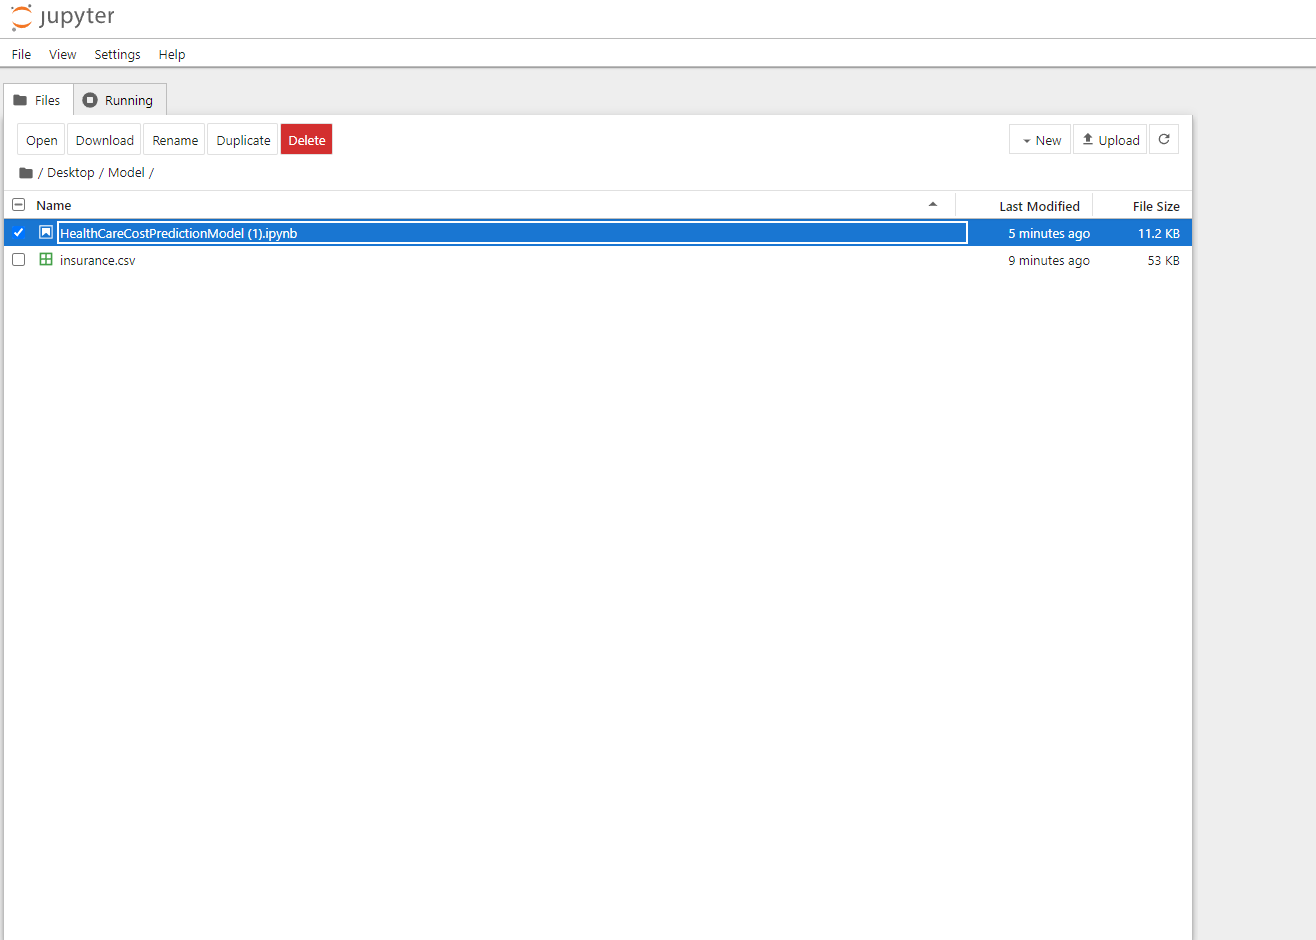 jupyter
File View Settings Help
Files Running
Open Download Rename Duplicate Delete New Upload
/ Desktop / Model /
Name Last Modified File Size
HealthCareCostPredictionModel (1).ipynb 5 minutes ago 11.2 KB
insurance.csv 9 minutes ago 53 KB